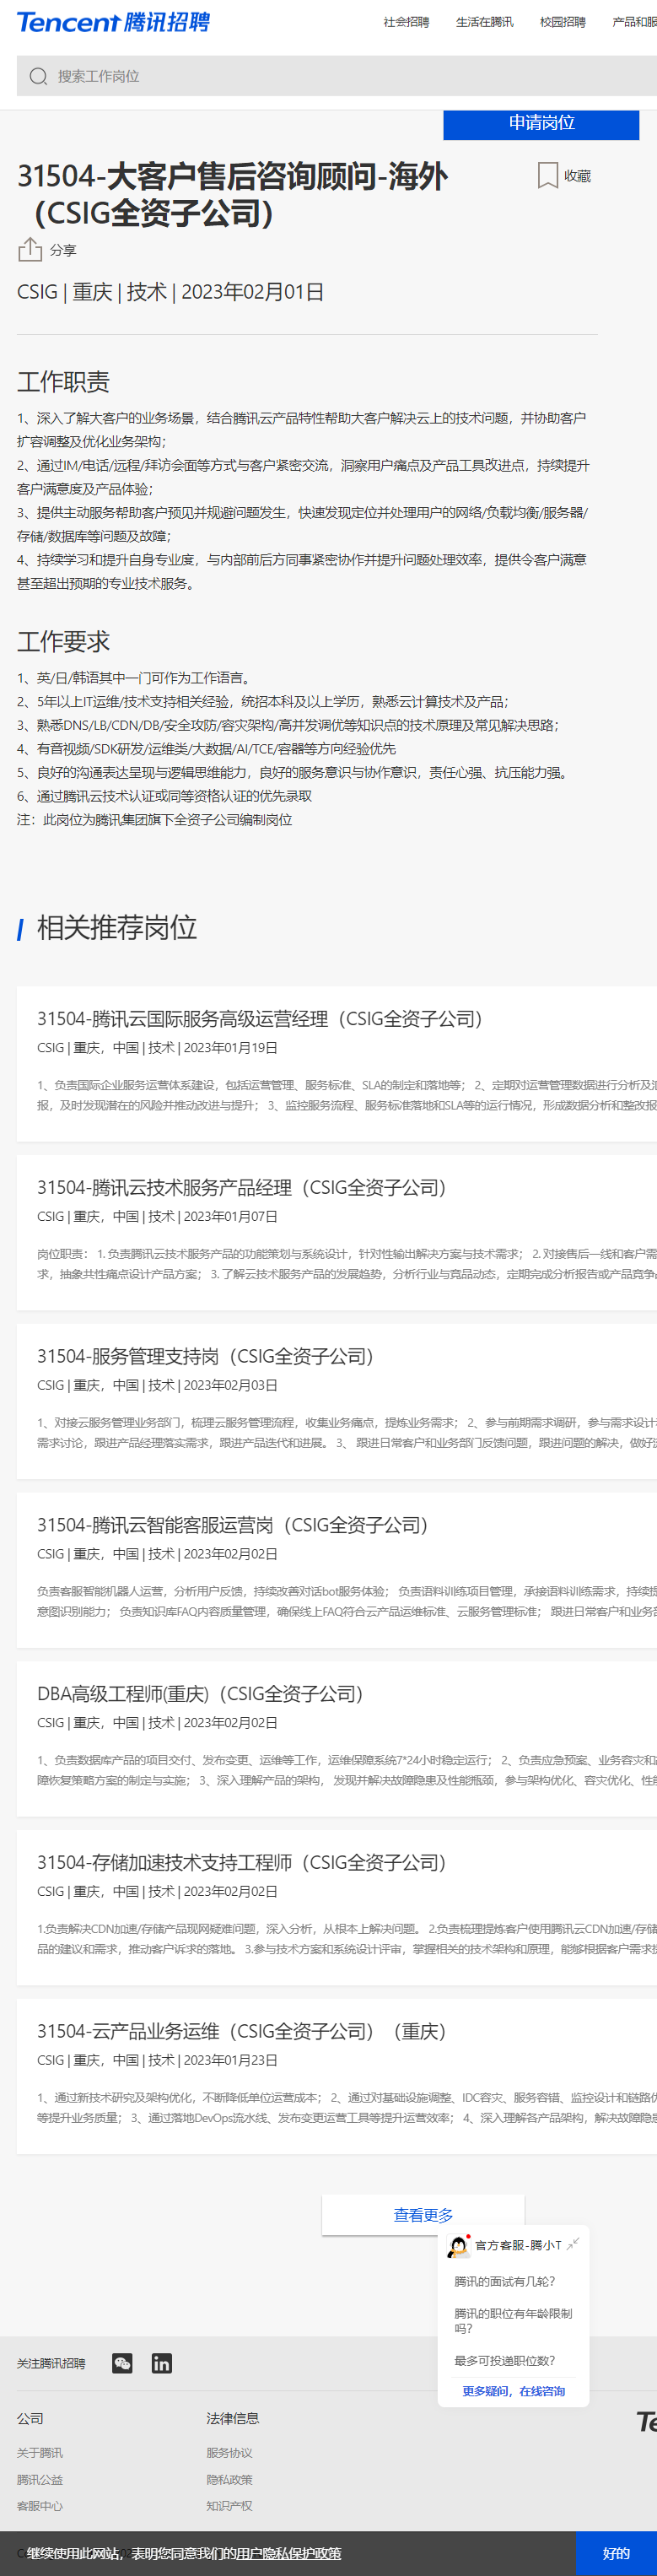 Tencent 腾讯招聘
社会招聘 生活在腾讯 校园招聘 产品和服
搜索工作岗位
申请岗位
31504-大客户售后咨询顾问-海外
（CSIG全资子公司）
收藏
分享
CSIG | 重庆 | 技术 | 2023年02月01日
工作职责
1、深入了解大客户的业务场景，结合腾讯云产品特性帮助大客户解决云上的技术问题，并协助客户
扩容调整及优化业务架构；
2、通过IM/电话/远程/拜访会面等方式与客户紧密交流，洞察用户痛点及产品工具改进点，持续提升
客户满意度及产品体验；
3、提供主动服务帮助客户预见并规避问题发生，快速发现定位并处理用户的网络/负载均衡/服务器/
存储/数据库等问题及故障；
4、持续学习和提升自身专业度，与内部前后方同事紧密协作并提升问题处理效率，提供令客户满意
甚至超出预期的专业技术服务。
工作要求
1、英/日/韩语其中一门可作为工作语言。
2、5年以上IT运维/技术支持相关经验，统招本科及以上学历，熟悉云计算技术及产品；
3、熟悉DNS/LB/CDN/DB/安全攻防/容灾架构/高并发调优等知识点的技术原理及常见解决思路；
4、有音视频/SDK研发/运维类/大数据/AI/TCE/容器等方向经验优先
5、良好的沟通表达呈现与逻辑思维能力，良好的服务意识与协作意识，责任心强、抗压能力强。
6、通过腾讯云技术认证或同等资格认证的优先录取
注：此岗位为腾讯集团旗下全资子公司编制岗位
相关推荐岗位
31504-腾讯云国际服务高级运营经理（CSIG全资子公司）
CSIG | 重庆，中国 | 技术 | 2023年01月19日
1、负责国际企业服务运营体系建设，包括运营管理、服务标准、SLA的制定和落地等； 2、定期对运营管理数据进行分析及汇
报，及时发现潜在的风险并推动改进与提升； 3、监控服务流程、服务标准落地和SLA等的运行情况，形成数据分析和整改报
31504-腾讯云技术服务产品经理（CSIG全资子公司）
CSIG | 重庆，中国 | 技术 | 2023年01月07日
岗位职责： 1. 负责腾讯云技术服务产品的功能策划与系统设计，针对性输出解决方案与技术需求； 2. 对接售后一线和客户需
求，抽象共性痛点设计产品方案； 3. 了解云技术服务产品的发展趋势，分析行业与竞品动态，定期完成分析报告或产品竞争
31504-服务管理支持岗（CSIG全资子公司）
CSIG | 重庆，中国 | 技术 | 2023年02月03日
1、对接云服务管理业务部门，梳理云服务管理流程，收集业务痛点，提炼业务需求； 2、参与前期需求调研，参与需求设计
需求讨论，跟进产品经理落实需求，跟进产品迭代和进展。 3、 跟进日常客户和业务部门反馈问题，跟进问题的解决，做好
31504-腾讯云智能客服运营岗（CSIG全资子公司）
CSIG | 重庆，中国 | 技术 | 2023年02月02日
负责客服智能机器人运营，分析用户反馈，持续改善对话bot服务体验； 负责语料训练项目管理，承接语料训练需求，持续提
意图识别能力； 负责知识库FAQ内容质量管理，确保线上FAQ符合云产品运维标准、云服务管理标准； 跟进日常客户和业务部
DBA高级工程师(重庆)（CSIG全资子公司）
CSIG | 重庆，中国 | 技术 | 2023年02月02日
1、负责数据库产品的项目交付、发布变更、运维等工作，运维保障系统7*24小时稳定运行； 2、负责应急预案、业务容灾和故
障恢复策略方案的制定与实施； 3、深入理解产品的架构， 发现并解决故障隐患及性能瓶颈，参与架构优化、容灾优化、性能
31504-存储加速技术支持工程师（CSIG全资子公司）
CSIG | 重庆，中国 | 技术 | 2023年02月02日
1.负责解决CDN加速/存储产品现网疑难问题，深入分析，从根本上解决问题。 2.负责梳理提炼客户使用腾讯云CDN加速/存储
品的建议和需求，推动客户诉求的落地。 3.参与技术方案和系统设计评审，掌握相关的技术架构和原理，能够根据客户需求提
31504-云产品业务运维（CSIG全资子公司）（重庆）
CSIG | 重庆，中国 | 技术 | 2023年01月23日
1、通过新技术研究及架构优化，不断降低单位运营成本； 2、通过对基础设施调整、IDC容灾、服务容错、监控设计和链路优
等提升业务质量； 3、通过落地DevOps流水线、发布变更运营工具等提升运营效率； 4、深入理解各产品架构，解决故障隐患
查看更多
官方客服-腾小T
腾讯的面试有几轮？
腾讯的职位有年龄限制
吗？
最多可投递职位数？
更多疑问，在线咨询
关注腾讯招聘
公司 法律信息
关于腾讯 服务协议
腾讯公益 隐私政策
客服中心 知识产权
继续使用此网站，表明您同意我们的用户隐私保护政策
好的